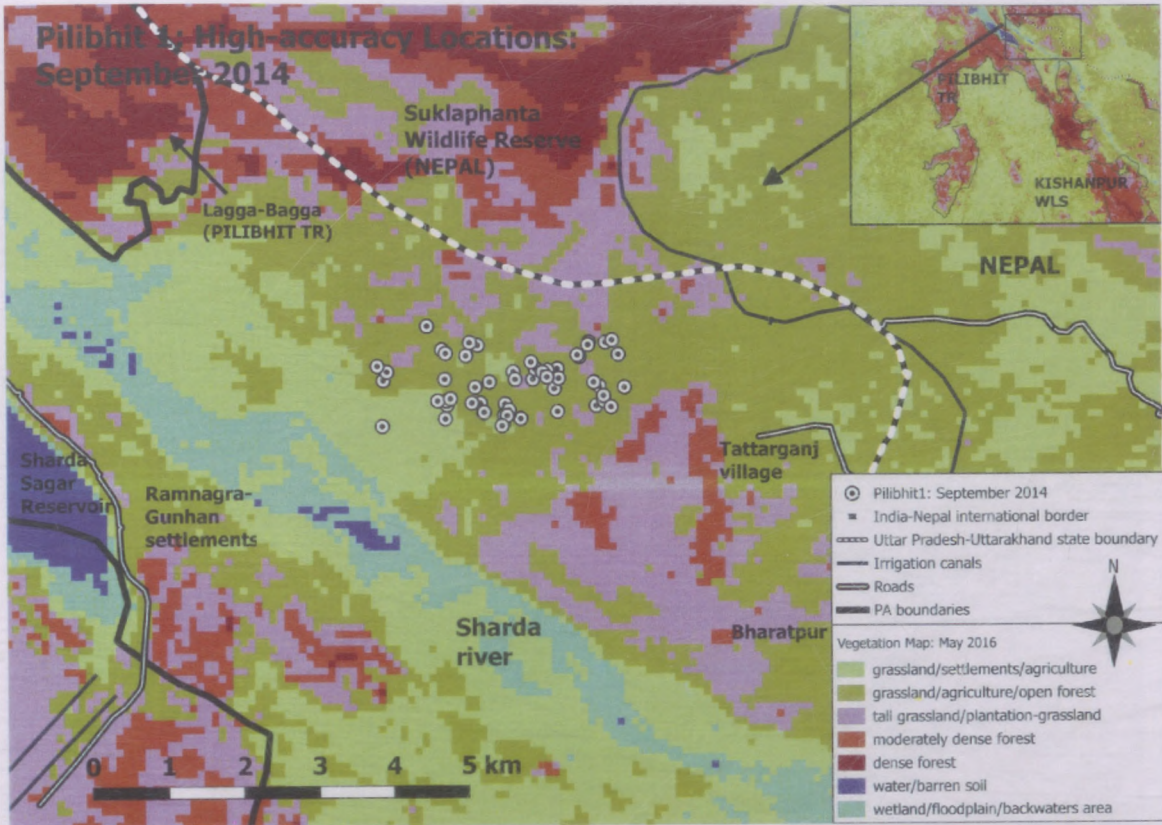 Pilibhit 1: High-accuracy Locations:
September 2014
PILIBHIT
TR
KISHANPUR
WLS
Suklaphanta
Wildlife Reserve
(NEPAL)
Lagga-Bagga
(PILIBHIT TR)
NEPAL
Tattarganj
village
Sharda
Sagar
Reservoir
Ramnagra-
Gunhan
settlements
Sharda
river
Bharatpur
0 1 2 3 4 5 km
Pilibhit1: September 2014
India-Nepal international border
Uttar Pradesh-Uttarakhand state boundary
Irrigation canals
Roads
PA boundaries
N
Vegetation Map: May 2016
grassland/settlements/agriculture
grassland/agriculture/open forest
tall grassland/plantation-grassland
moderately dense forest
dense forest
water/barren soil
wetland/floodplain/backwaters area